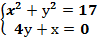 x² + y² = 17
4y + x = 0